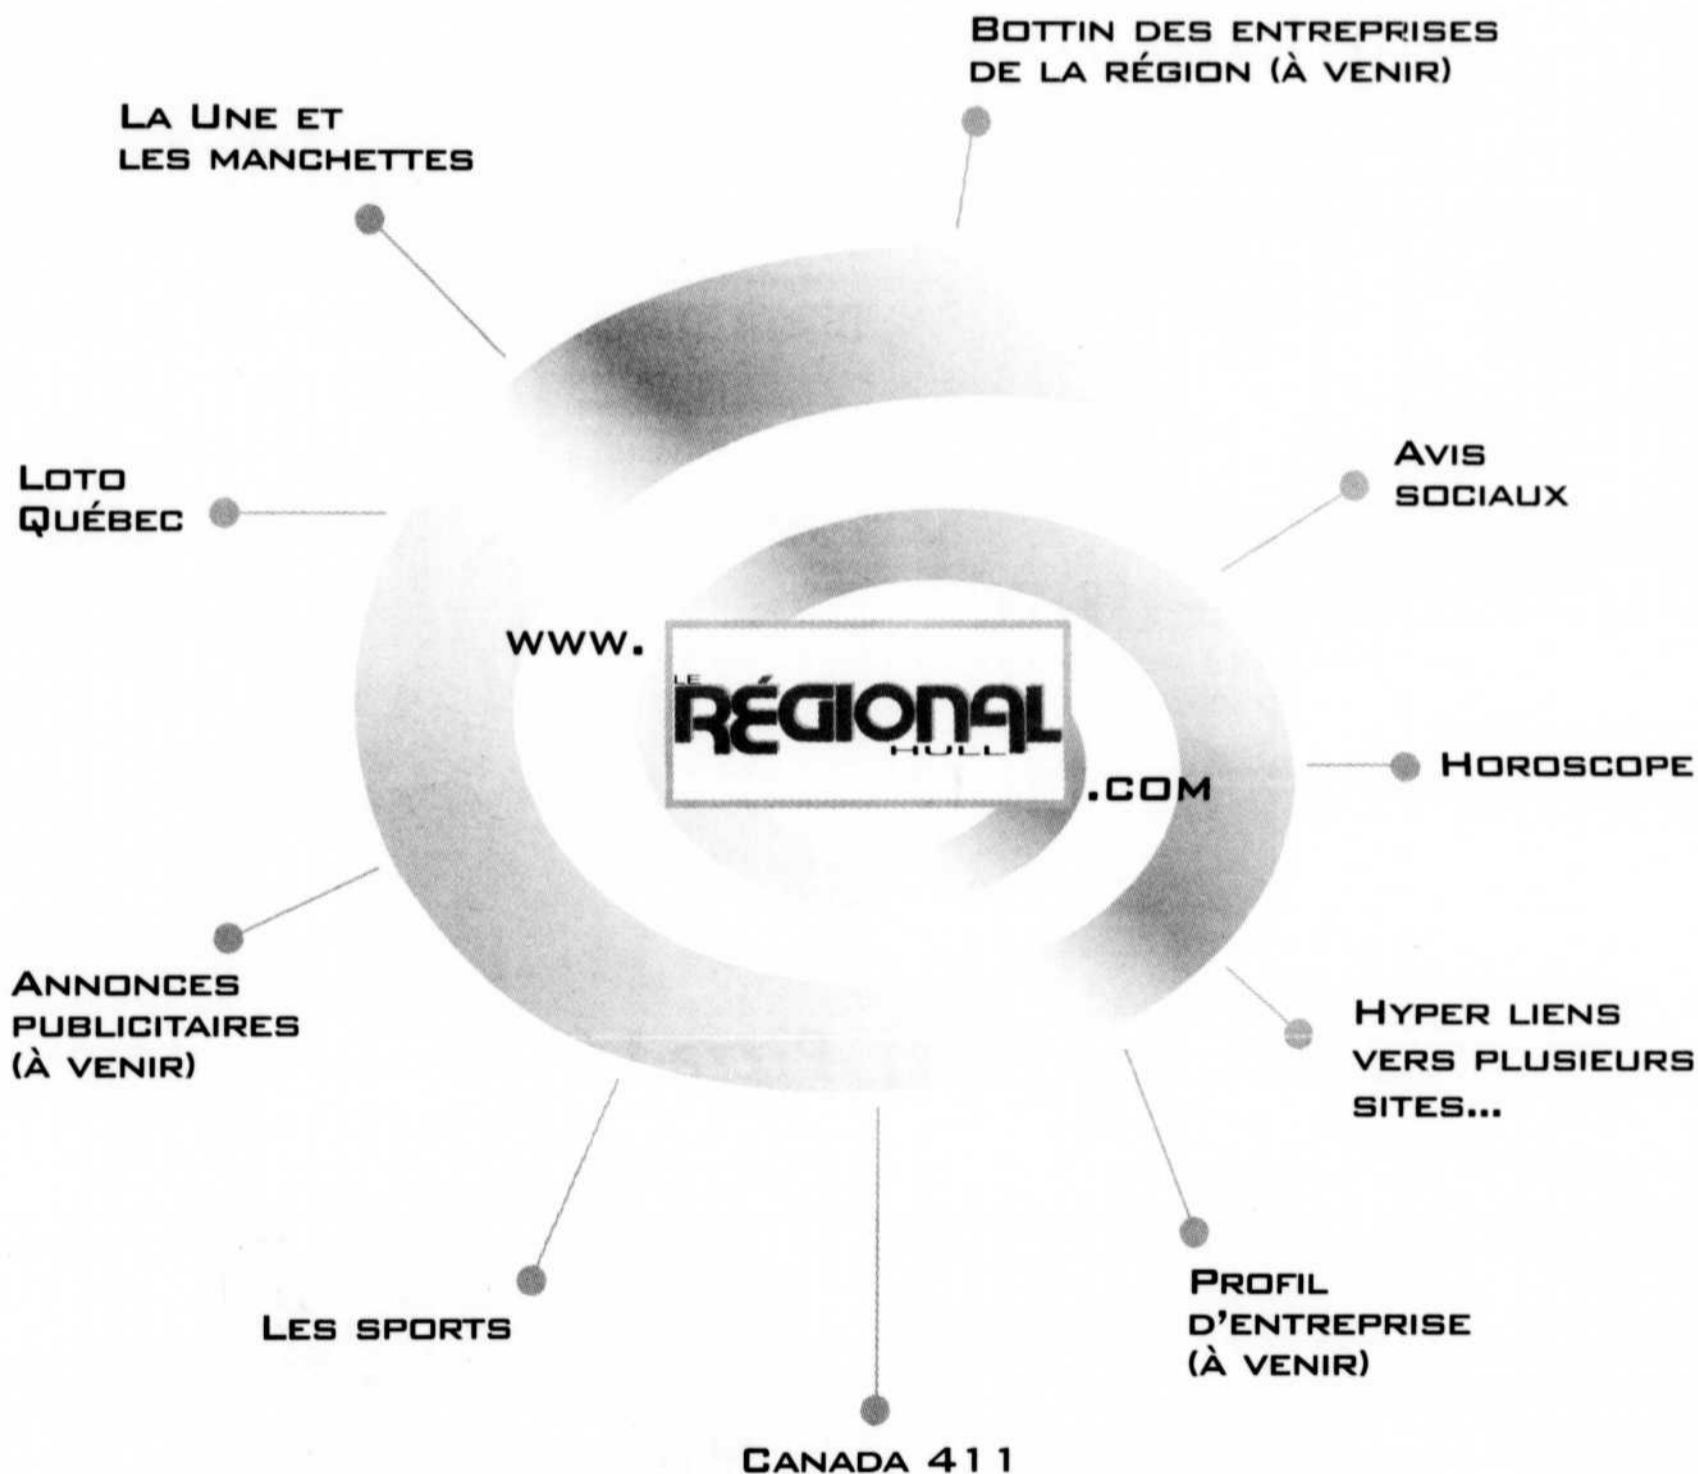 BOTTIN DES ENTREPRISES
DE LA RÉGION (À VENIR)
LA UNE ET
LES MANCHETTES
AVIS
SOCIAUX
LOTO
QUÉBEC
www.
LE
RÉGIONAL
HULL
.COM
HOROSCOPE
ANNONCES
PUBLICITAIRES
(À VENIR)
HYPER LIENS
VERS PLUSIEURS
SITES...
LES SPORTS
PROFIL
D'ENTREPRISE
(À VENIR)
CANADA 411